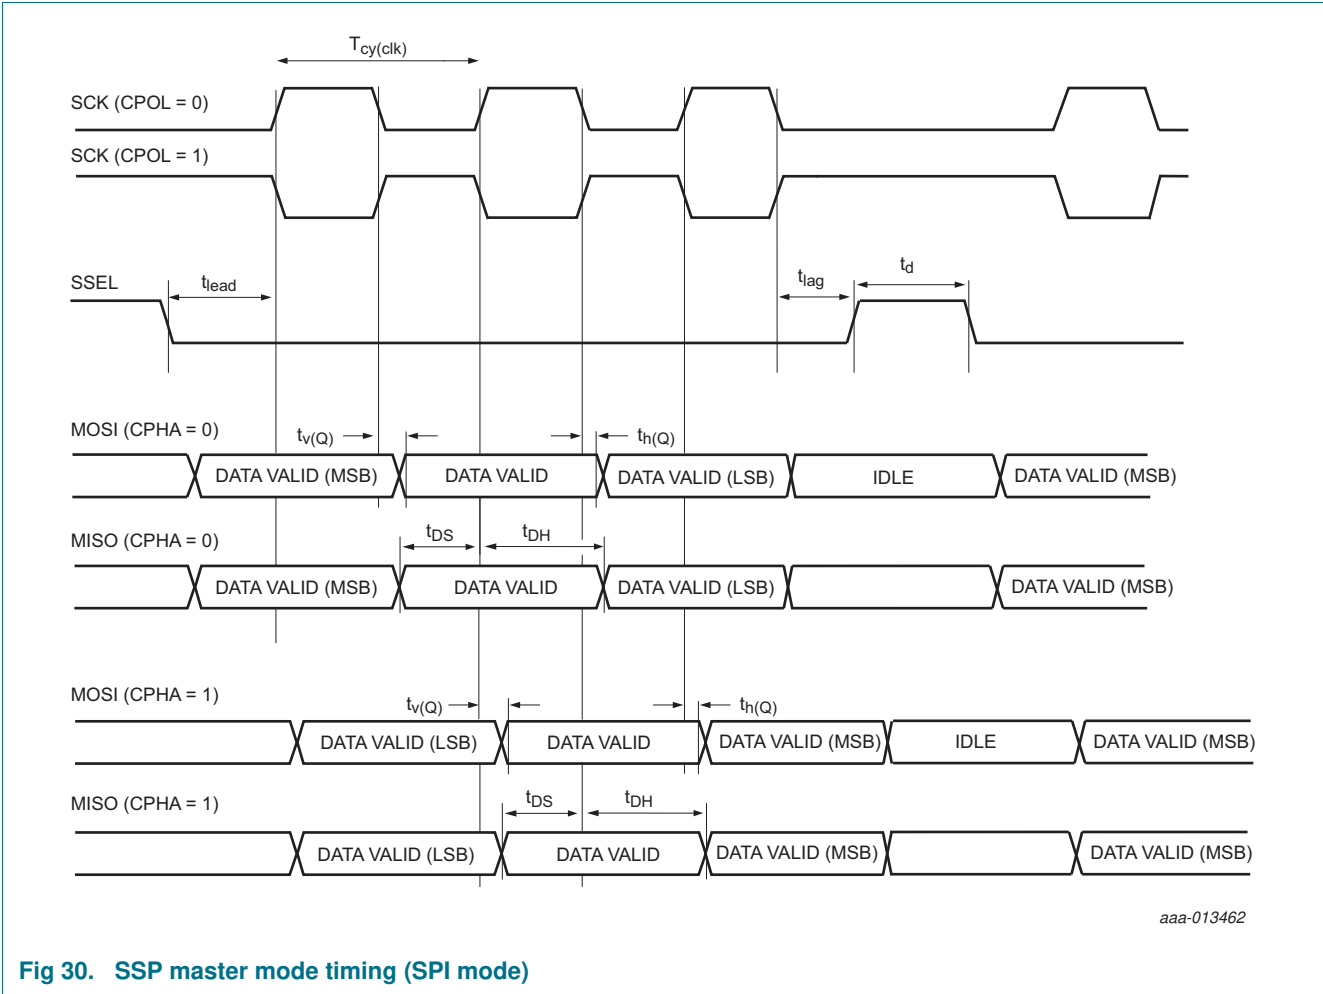 Tcy(clk)
SCK (CPOL = 0)
SCK (CPOL = 1)
SSEL
tlead
tlag
td
MOSI (CPHA = 0)
tv(Q)
th(Q)
DATA VALID (MSB)
DATA VALID
DATA VALID (LSB)
IDLE
DATA VALID (MSB)
MISO (CPHA = 0)
tDS
tDH
DATA VALID (MSB)
DATA VALID
DATA VALID (LSB)
DATA VALID (MSB)
MOSI (CPHA = 1)
tv(Q)
th(Q)
DATA VALID (LSB)
DATA VALID
DATA VALID (MSB)
IDLE
DATA VALID (MSB)
MISO (CPHA = 1)
tDS
tDH
DATA VALID (LSB)
DATA VALID
DATA VALID (MSB)
DATA VALID (MSB)
aaa-013462
Fig 30. SSP master mode timing (SPI mode)